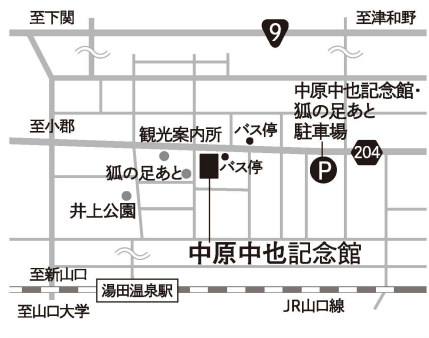 至下関
9
至津和野
中原中也記念館・
狐の足あと
駐車場
至小郡
観光案内所
バス停
204
狐の足あと
バス停
P
井上公園
中原中也記念館
至新山口
湯田温泉駅
至山口大学
JR山口線